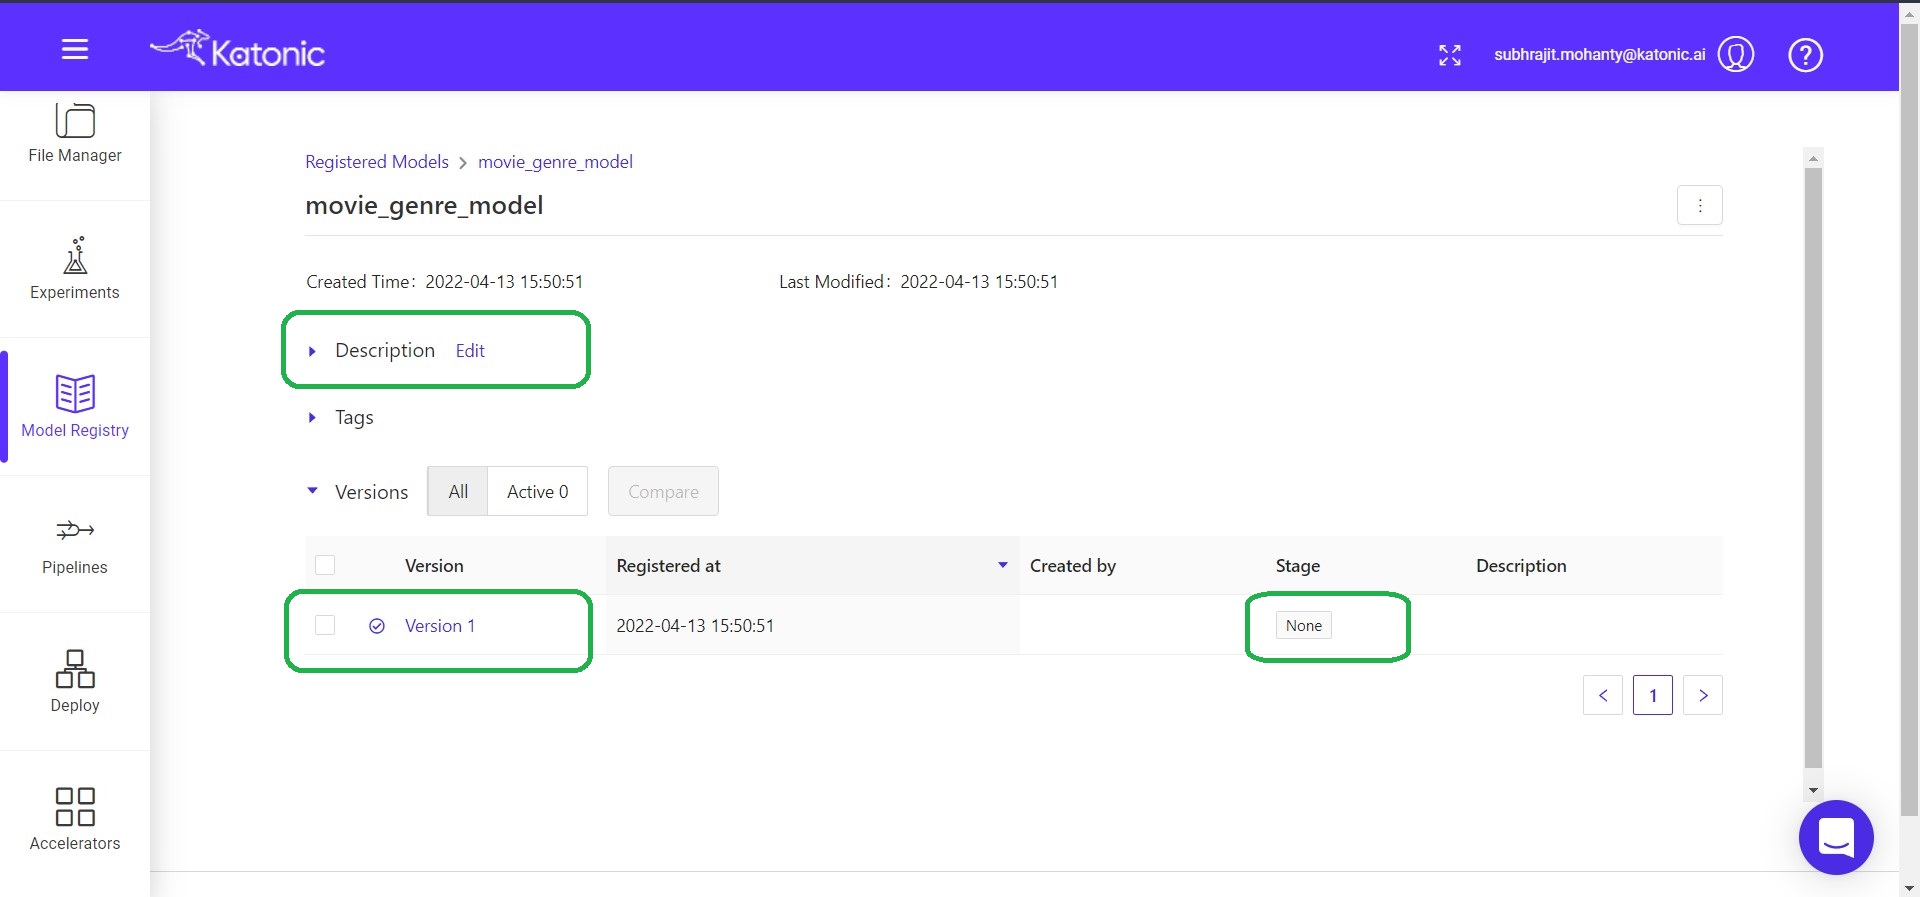 Katonic
subhrajit.mohanty@katonic.ai
?
File Manager
Experiments
Model Registry
Pipelines
Deploy
Accelerators
Registered Models > movie_genre_model
movie_genre_model
Created Time: 2022-04-13 15:50:51 Last Modified: 2022-04-13 15:50:51
Description Edit
Tags
Versions All Active 0 Compare
Version Registered at Created by Stage Description
Version 1 2022-04-13 15:50:51 None
< 1 >